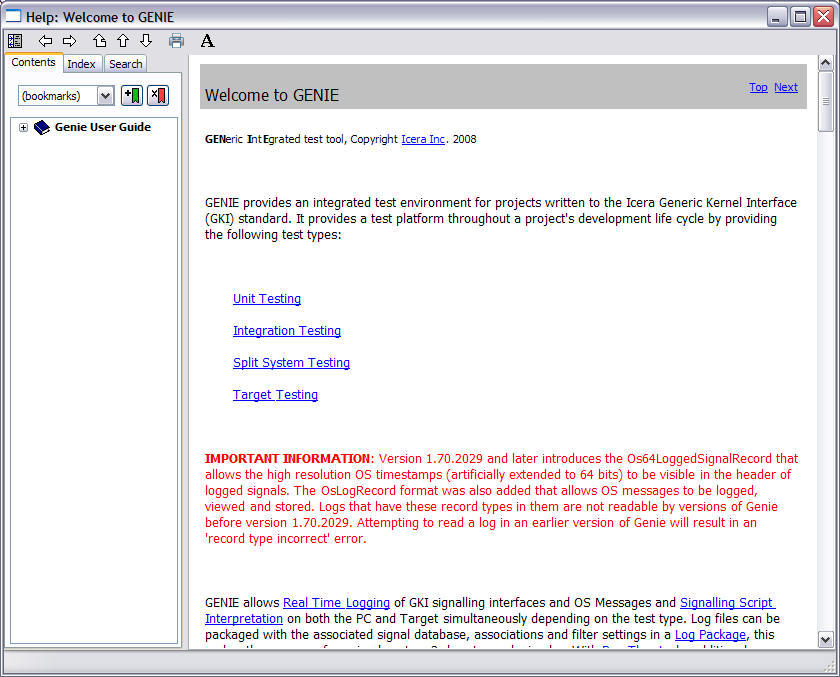 Help: Welcome to GENIE
A
Contents Index Search
(bookmarks)
Genie User Guide
Welcome to GENIE
Top Next
GENeric IntEgrated test tool, Copyright Icera Inc. 2008
GENIE provides an integrated test environment for projects written to the Icera Generic Kernel Interface
(GKI) standard. It provides a test platform throughout a project's development life cycle by providing
the following test types:
Unit Testing
Integration Testing
Split System Testing
Target Testing
IMPORTANT INFORMATION: Version 1.70.2029 and later introduces the Os64LoggedSignalRecord that
allows the high resolution OS timestamps (artificially extended to 64 bits) to be visible in the header of
logged signals. The OsLogRecord format was also added that allows OS messages to be logged,
viewed and stored. Logs that have these record types in them are not readable by versions of Genie
before version 1.70.2029. Attempting to read a log in an earlier version of Genie will result in an
'record type incorrect' error.
GENIE allows Real Time Logging of GKI signalling interfaces and OS Messages and Signalling Script
Interpretation on both the PC and Target simultaneously depending on the test type. Log files can be
packaged with the associated signal database, associations and filter settings in a Log Package, this